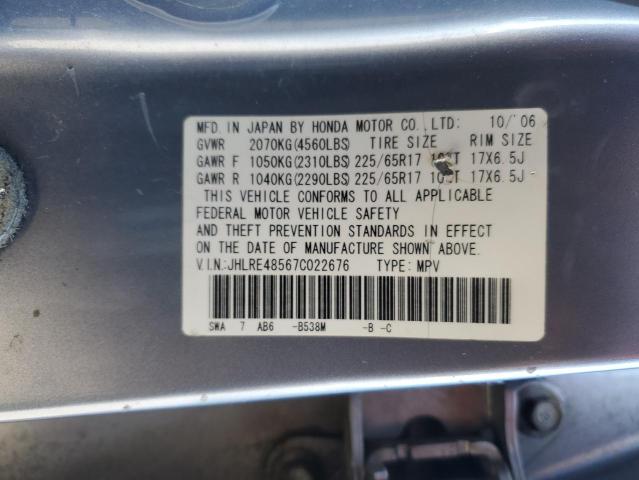 MFD. IN JAPAN BY HONDA MOTOR CO., LTD: 10/'06
GVWR 2070KG(4560LBS) TIRE SIZE RIM SIZE
GAWR F 1050KG(2310LBS) 225/65R17 17X6.5J
GAWR R 1040KG(2290LBS) 225/65R17 17X6.5J
THIS VEHICLE CONFORMS TO ALL APPLICABLE
FEDERAL MOTOR VEHICLE SAFETY
AND THEFT PREVENTION STANDARDS IN EFFECT
ON THE DATE OF MANUFACTURE SHOWN ABOVE.
V.I.N:JHLRE48567C022676 TYPE: MPV
SWA 7 AB6 -B538M -B -C